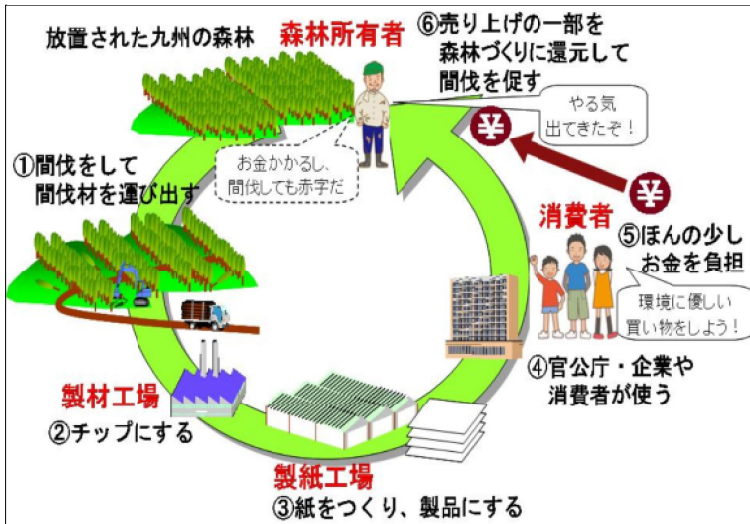 放置された九州の森林
森林所有者
⑥売り上げの一部を
森林づくりに還元して
間伐を促す
やる気
出てきたぞ！
お金かかるし、
間伐しても赤字だ
①間伐をして
間伐材を運び出す
消費者
⑤ほんの少し
お金を負担
環境に優しい
買い物をしよう！
④官公庁・企業や
消費者が使う
製材工場
②チップにする
製紙工場
③紙をつくり、製品にする
¥
¥